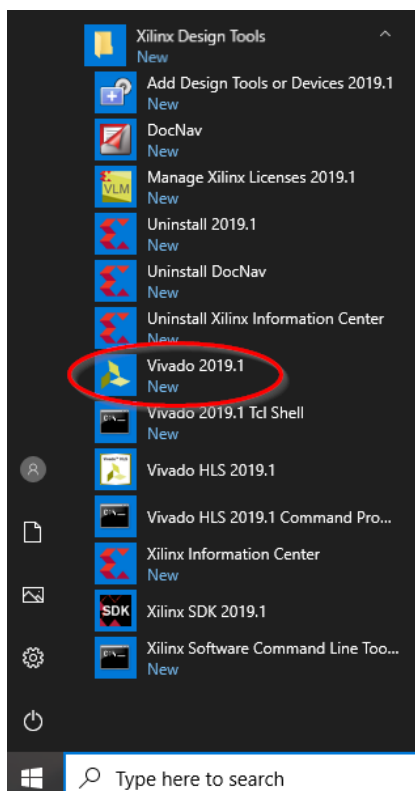 Xilinx Design Tools
New
Add Design Tools or Devices 2019.1
New
DocNav
New
Manage Xilinx Licenses 2019.1
New
VLM
Uninstall 2019.1
New
Uninstall DocNav
New
Uninstall Xilinx Information Center
New
Vivado 2019.1
New
Vivado 2019.1 Tcl Shell
New
Vivado HLS 2019.1
Vivado HLS 2019.1 Command Pro...
Xilinx Information Center
New
SDK
Xilinx SDK 2019.1
Xilinx Software Command Line Too...
New
Type here to search